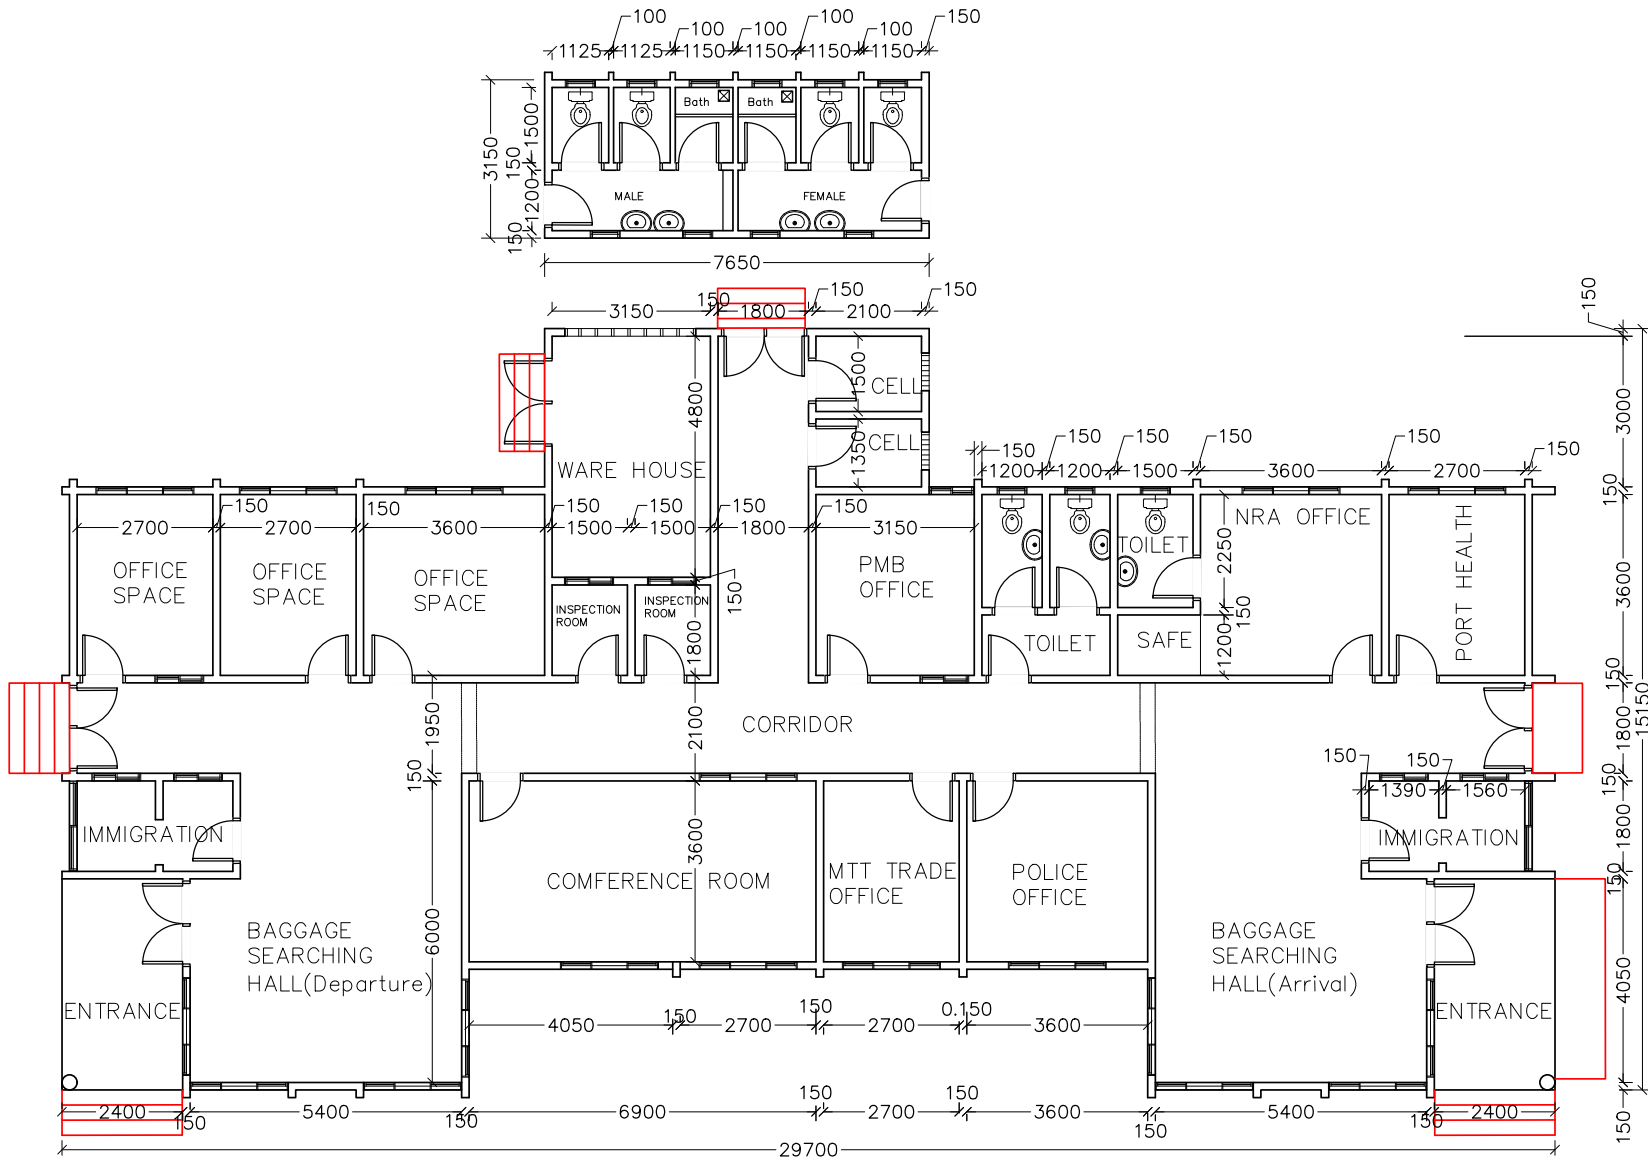 100 100 150
100 100 100
1125 1125 1150 1150 1150 1150
Bath Bath
1500
3150
150
1200
150
MALE FEMALE
7650
150 150 150
3150 1800 2100
150
1500
CELL
4800
3000
CELL
1350
150 150 150 150 150 150
WARE HOUSE
1200 1200 1500 3600 2700
150
150 150 150 150 150 150
2700 2700 3600 1500 1500 1800 3150
NRA OFFICE
TOILET
2250
PORT HEALTH
3600
OFFICE
SPACE
OFFICE
SPACE
OFFICE
SPACE
PMB
OFFICE
150
INSPECTION
ROOM
INSPECTION
ROOM
1800
TOILET
SAFE
150
1200
150
15150
1950
2100
CORRIDOR
1800
150
150 150
150
1390 1560
IMMIGRATION
IMMIGRATION
1800
3600
COMFERENCE ROOM
MTT TRADE
OFFICE
POLICE
OFFICE
150
6000
BAGGAGE
SEARCHING
HALL(Departure)
BAGGAGE
SEARCHING
HALL(Arrival)
4050
ENTRANCE
ENTRANCE
150 150 0.150
4050 2700 2700 3600
150 150
2400 150 5400 150 6900 2700 3600 150 5400 150 2400
150
29700